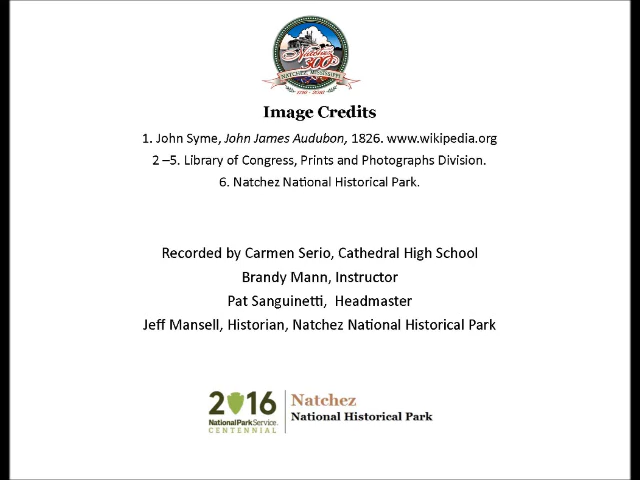 Natchez
300
NATCHEZ, MISSISSIPPI
1716 - 2016
Image Credits
1. John Syme, John James Audubon, 1826. www.wikipedia.org
2 –5. Library of Congress, Prints and Photographs Division.
6. Natchez National Historical Park.
Recorded by Carmen Serio, Cathedral High School
Brandy Mann, Instructor
Pat Sanguinetti,  Headmaster
Jeff Mansell, Historian, Natchez National Historical Park
2016
National Park Service
CENTENNIAL
Natchez
National Historical Park